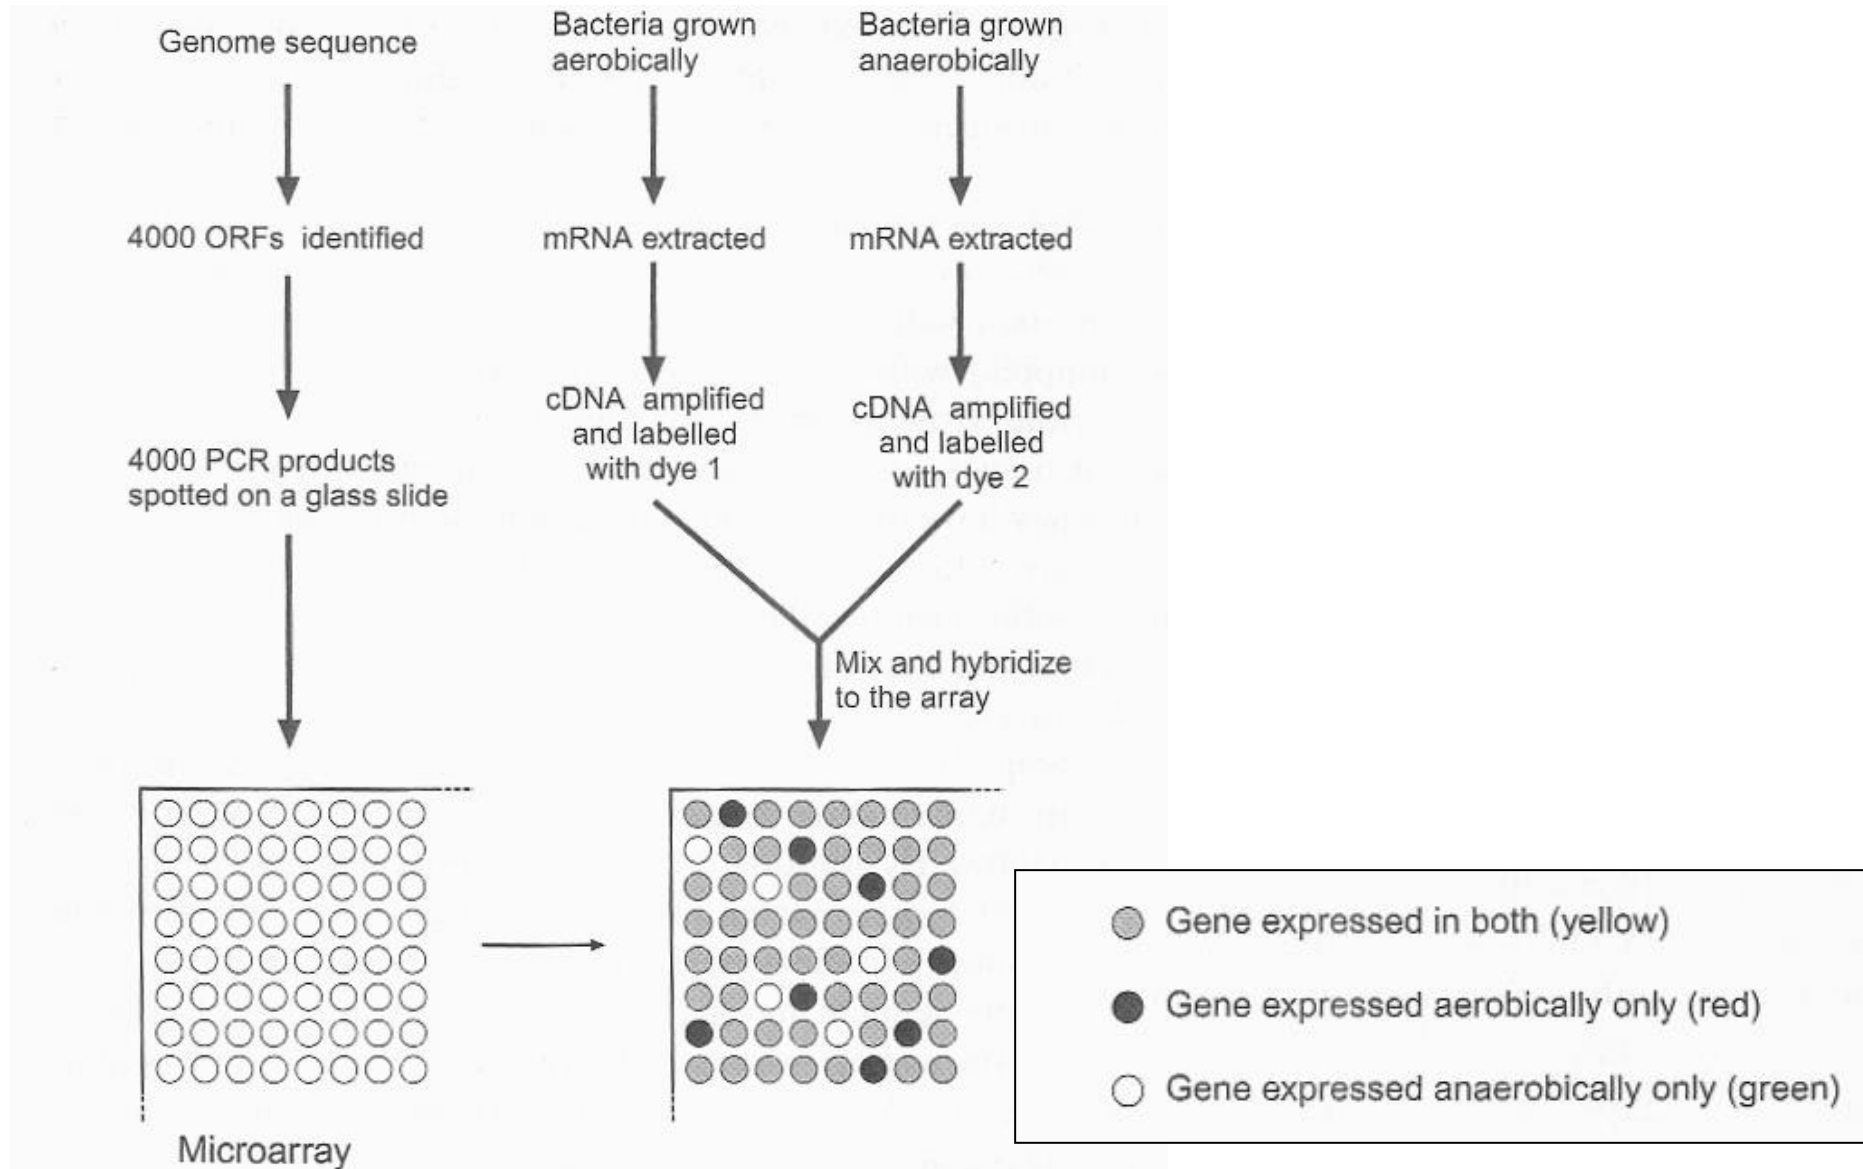 Genome sequence
Bacteria grown
aerobically
Bacteria grown
anaerobically
4000 ORFs identified
mRNA extracted
mRNA extracted
cDNA amplified
and labelled
with dye 1
cDNA amplified
and labelled
with dye 2
4000 PCR products
spotted on a glass slide
Mix and hybridize
to the array
Gene expressed in both (yellow)
Gene expressed aerobically only (red)
Gene expressed anaerobically only (green)
Microarray